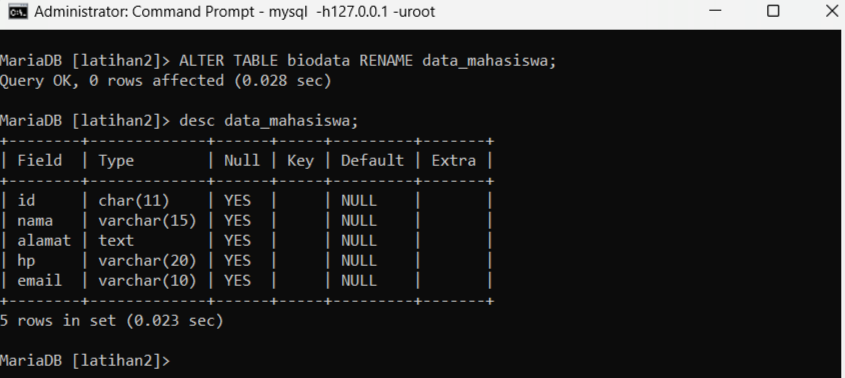 Administrator: Command Prompt - mysql  -h127.0.0.1 -uroot
MariaDB [latihan2]> ALTER TABLE biodata RENAME data_mahasiswa;
Query OK, 0 rows affected (0.028 sec)
MariaDB [latihan2]> desc data_mahasiswa;
+--------+-------------+------+-----+---------+-------+
| Field  | Type        | Null | Key | Default | Extra |
+--------+-------------+------+-----+---------+-------+
| id     | char(11)    | YES  |     | NULL    |       |
| nama   | varchar(15) | YES  |     | NULL    |       |
| alamat | text        | YES  |     | NULL    |       |
| hp     | varchar(20) | YES  |     | NULL    |       |
| email  | varchar(10) | YES  |     | NULL    |       |
+--------+-------------+------+-----+---------+-------+
5 rows in set (0.023 sec)
MariaDB [latihan2]>